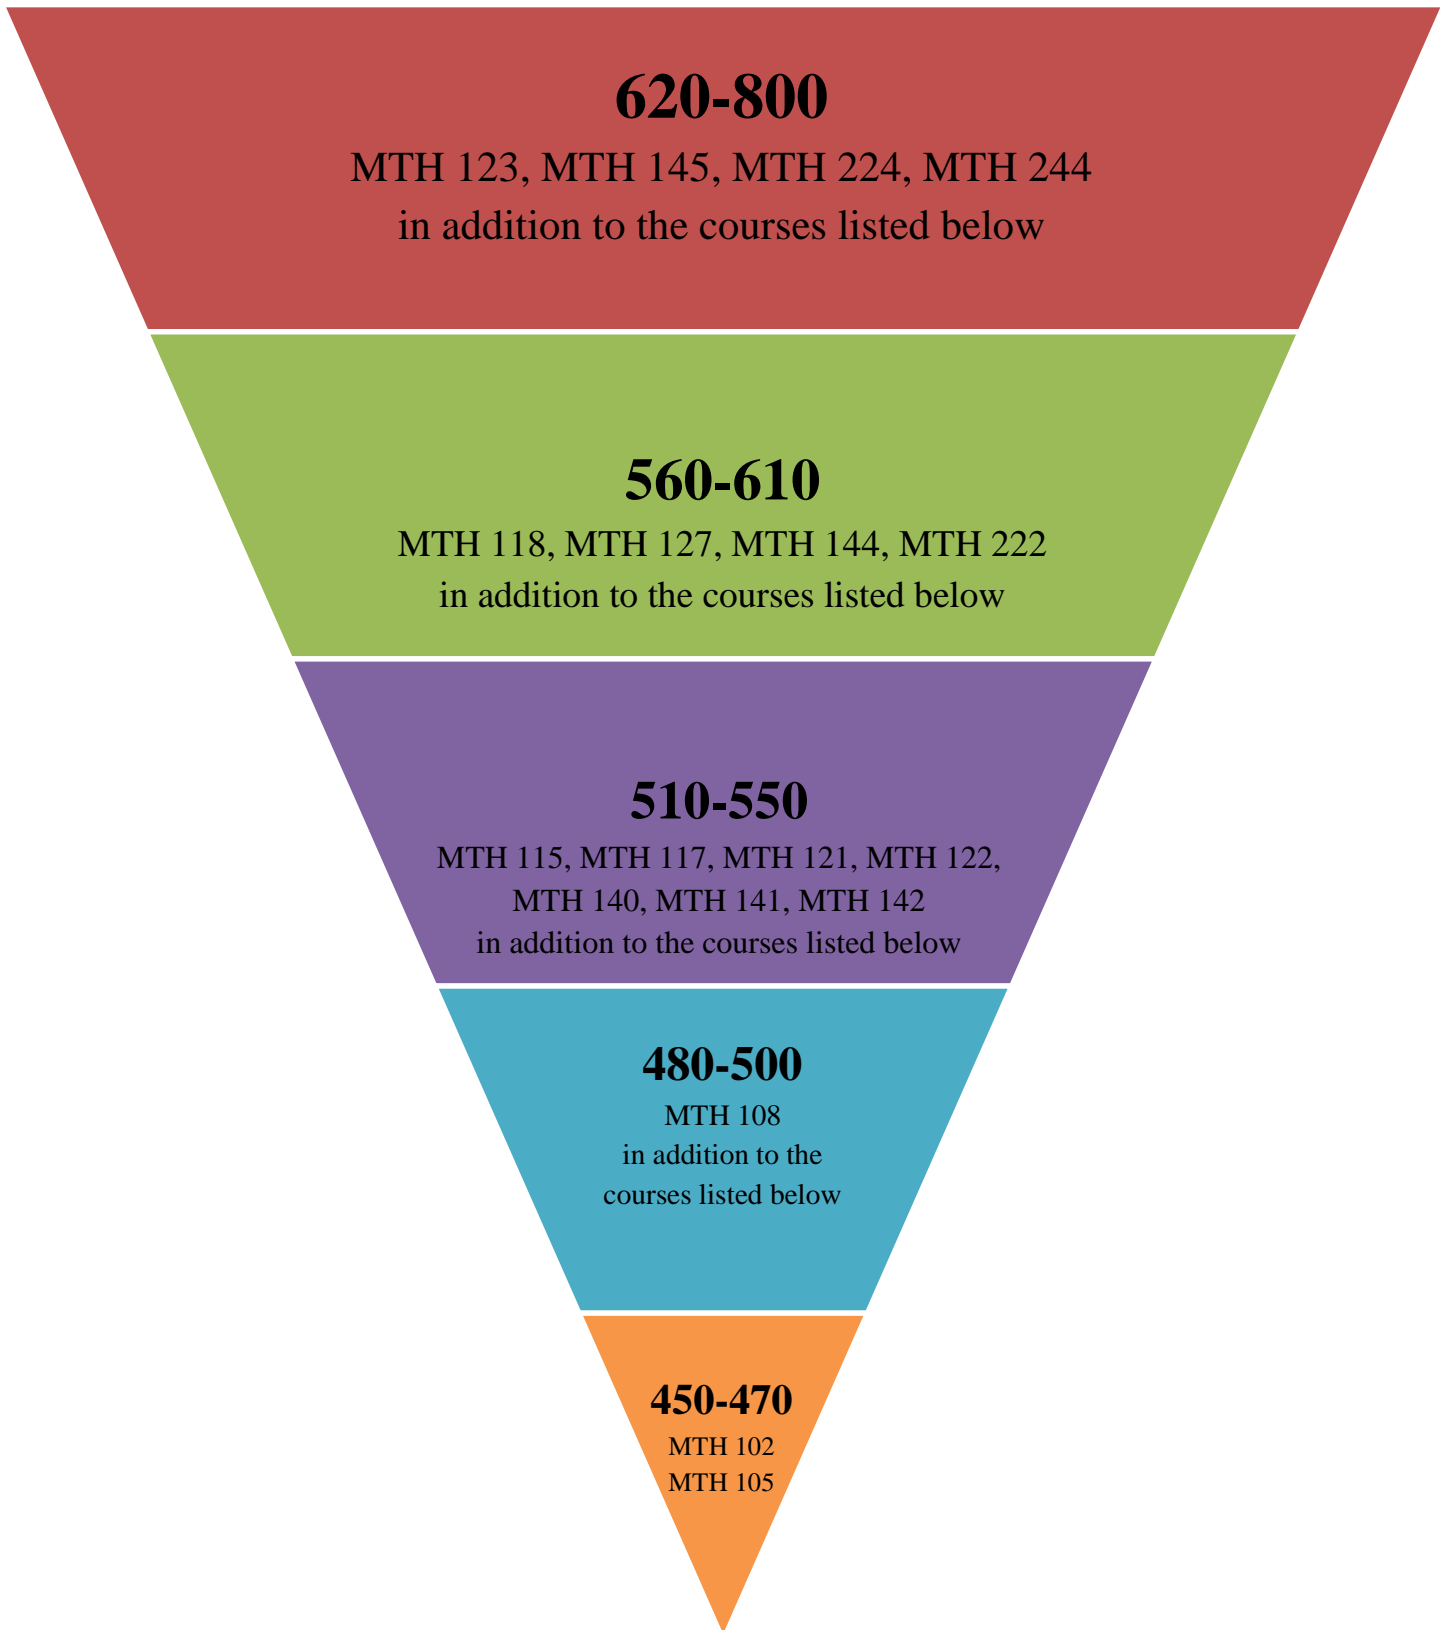 620-800
MTH 123, MTH 145, MTH 224, MTH 244
in addition to the courses listed below
560-610
MTH 118, MTH 127, MTH 144, MTH 222
in addition to the courses listed below
510-550
MTH 115, MTH 117, MTH 121, MTH 122,
MTH 140, MTH 141, MTH 142
in addition to the courses listed below
480-500
MTH 108
in addition to the
courses listed below
450-470
MTH 102
MTH 105